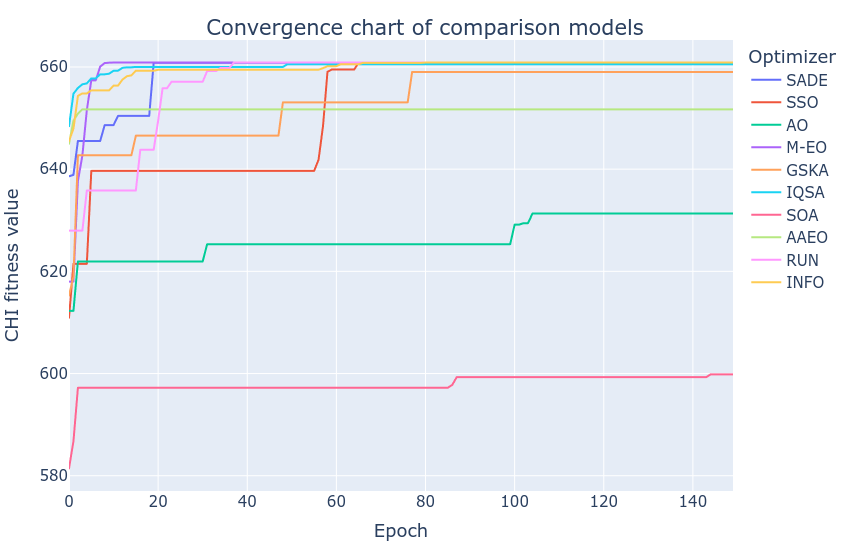 Convergence chart of comparison models
CHI fitness value
660
640
620
600
580
0 20 40 60 80 100 120 140
Epoch
Optimizer
SADE
SSO
AO
M-EO
GSKA
IQSA
SOA
AAEO
RUN
INFO